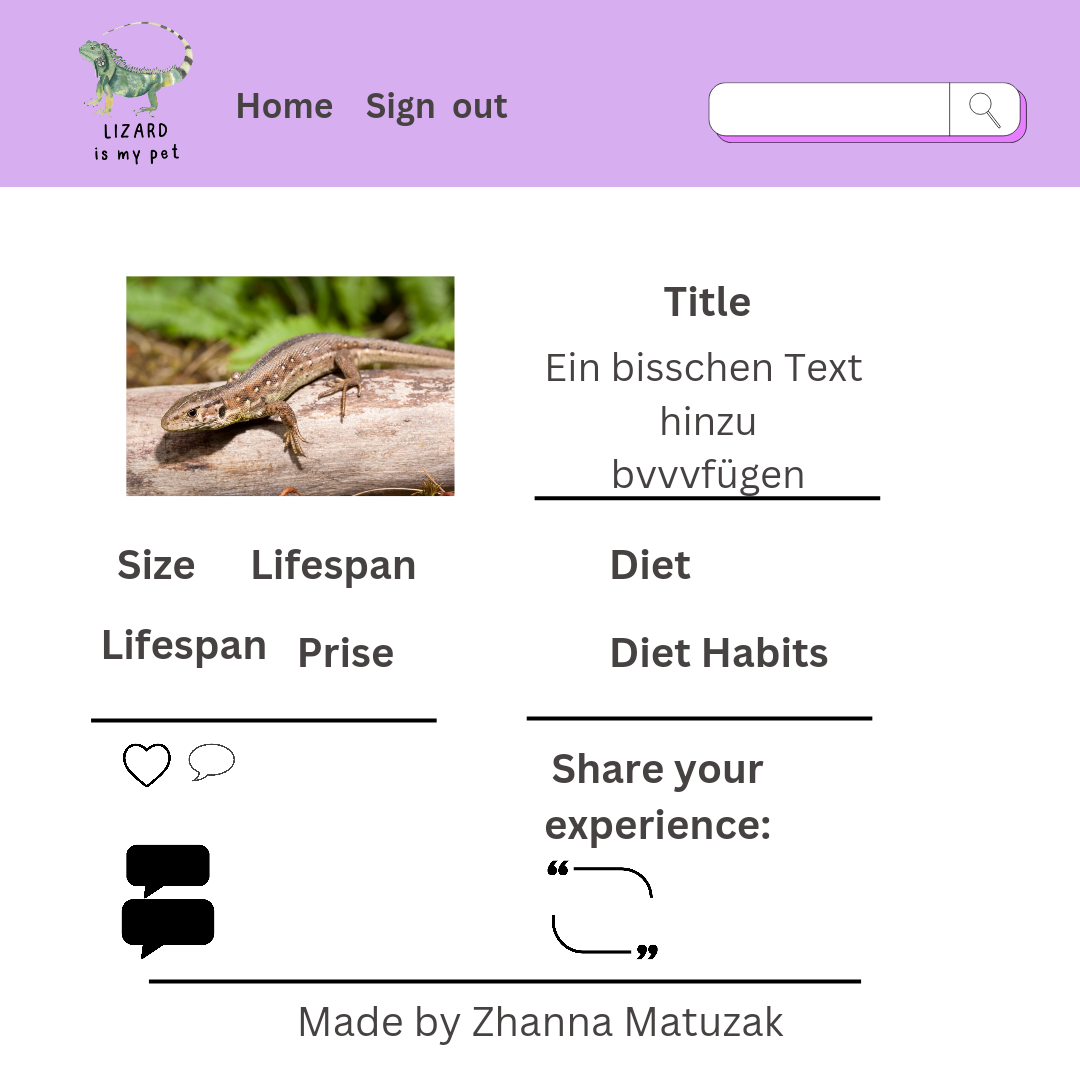 LIZARD
is my pet
Home Sign out
Title
Ein bisschen Text
hinzu
bvvvfügen
Size Lifespan
Diet
Lifespan Prise
Diet Habits
Share your
experience:
Made by Zhanna Matuzak